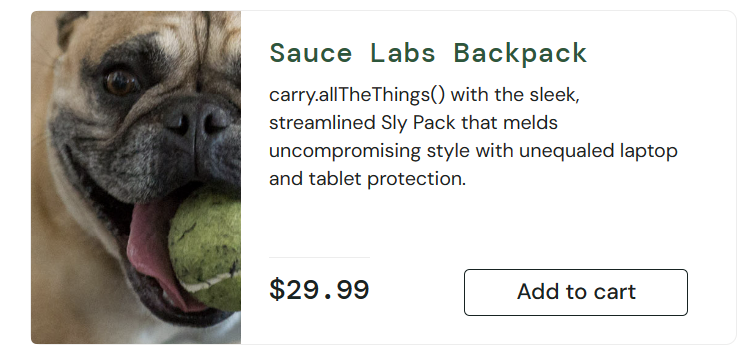 Sauce Labs Backpack
carry.allTheThings() with the sleek,
streamlined Sly Pack that melds
uncompromising style with unequaled laptop
and tablet protection.
$29.99
Add to cart